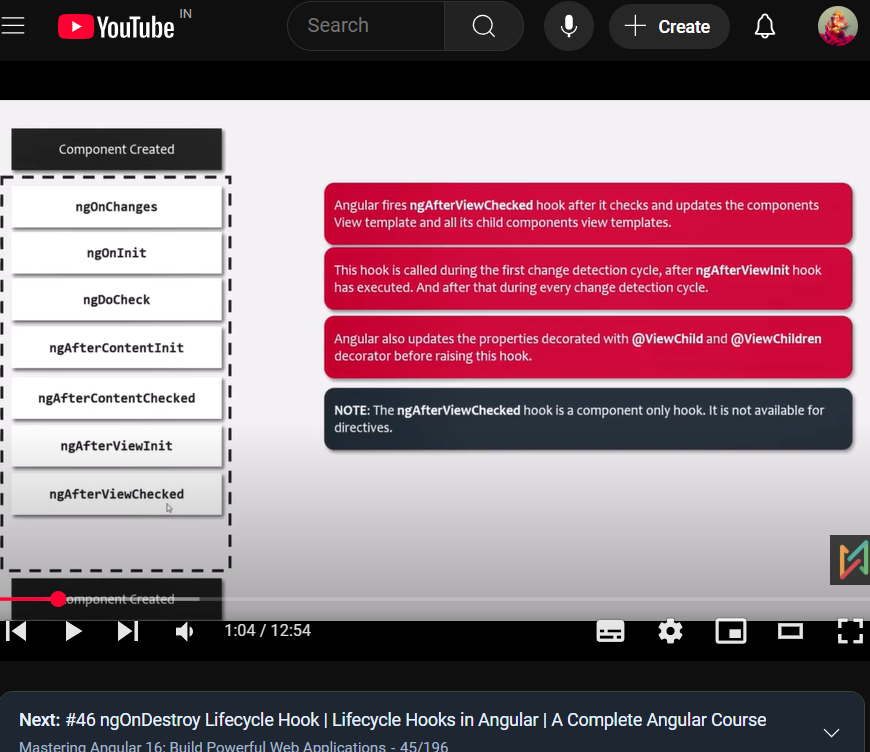 YouTube IN
Search
Create
Component Created
ngOnChanges
ngOnInit
ngDoCheck
ngAfterContentInit
ngAfterContentChecked
ngAfterViewInit
ngAfterViewChecked
Component Created
Angular fires ngAfterViewChecked hook after it checks and updates the components
View template and all its child components view templates.
This hook is called during the first change detection cycle, after ngAfterViewInit hook
has executed. And after that during every change detection cycle.
Angular also updates the properties decorated with @ViewChild and @ViewChildren
decorator before raising this hook.
NOTE: The ngAfterViewChecked hook is a component only hook. It is not available for
directives.
1:04 / 12:54
Next: #46 ngOnDestroy Lifecycle Hook | Lifecycle Hooks in Angular | A Complete Angular Course
Mastering Angular 16: Build Powerful Web Applications - 45/196